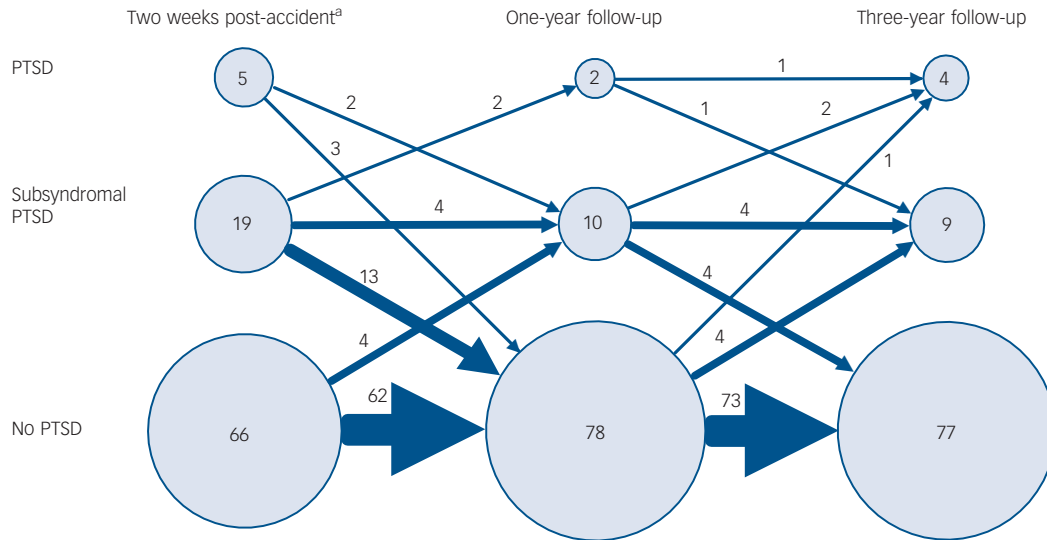 Two weeks post-accidentᵃ One-year follow-up Three-year follow-up
PTSD 5 2 1 4
2 2 1 2
3 1
Subsyndromal
PTSD 19 4 10 4 9
13 4
4 4
No PTSD 66 62 78 73 77